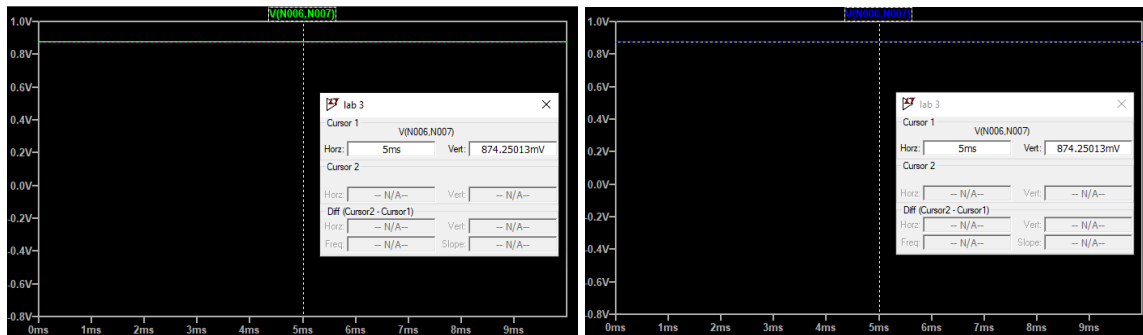 V(N006,N007)
1.0V
0.8V
0.6V
0.4V
0.2V
0.0V
-0.2V
-0.4V
-0.6V
-0.8V
0ms 1ms 2ms 3ms 4ms 5ms 6ms 7ms 8ms 9ms
lab 3
Cursor 1
V(N006,N007)
Horz: 5ms Vert: 874.25013mV
Cursor 2
Horz: -- N/A-- Vert: -- N/A--
Diff (Cursor2 - Cursor1)
Horz: -- N/A-- Vert: -- N/A--
Freq: -- N/A-- Slope: -- N/A--
V(N006,N007)
1.0V
0.8V
0.6V
0.4V
0.2V
0.0V
-0.2V
-0.4V
-0.6V
-0.8V
0ms 1ms 2ms 3ms 4ms 5ms 6ms 7ms 8ms 9ms
lab 3
Cursor 1
V(N006,N007)
Horz: 5ms Vert: 874.25013mV
Cursor 2
Horz: -- N/A-- Vert: -- N/A--
Diff (Cursor2 - Cursor1)
Horz: -- N/A-- Vert: -- N/A--
Freq: -- N/A-- Slope: -- N/A--